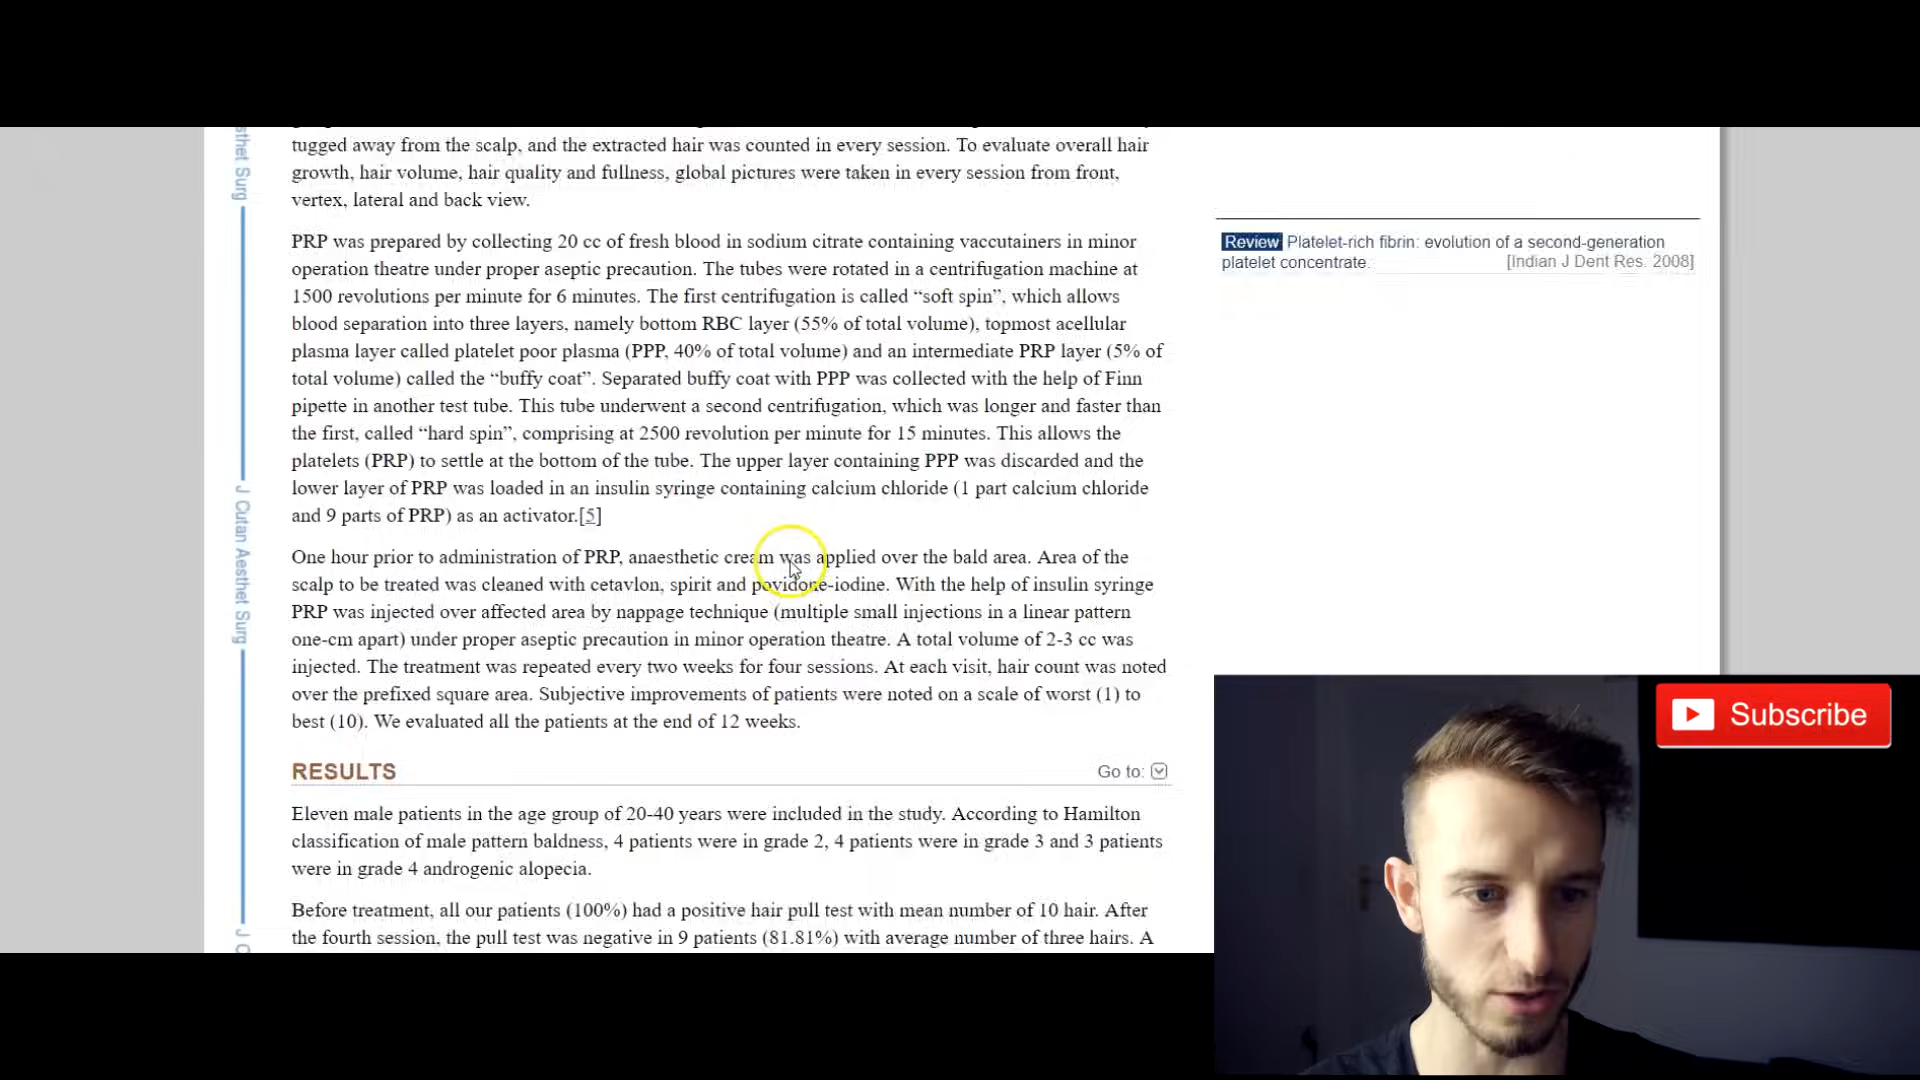 tugged away from the scalp, and the extracted hair was counted in every session. To evaluate overall hair
growth, hair volume, hair quality and fullness, global pictures were taken in every session from front,
vertex, lateral and back view.
PRP was prepared by collecting 20 cc of fresh blood in sodium citrate containing vaccutainers in minor
operation theatre under proper aseptic precaution. The tubes were rotated in a centrifugation machine at
1500 revolutions per minute for 6 minutes. The first centrifugation is called “soft spin”, which allows
blood separation into three layers, namely bottom RBC layer (55% of total volume), topmost acellular
plasma layer called platelet poor plasma (PPP, 40% of total volume) and an intermediate PRP layer (5% of
total volume) called the “buffy coat”. Separated buffy coat with PPP was collected with the help of Finn
pipette in another test tube. This tube underwent a second centrifugation, which was longer and faster than
the first, called “hard spin”, comprising at 2500 revolution per minute for 15 minutes. This allows the
platelets (PRP) to settle at the bottom of the tube. The upper layer containing PPP was discarded and the
lower layer of PRP was loaded in an insulin syringe containing calcium chloride (1 part calcium chloride
and 9 parts of PRP) as an activator.[5]
One hour prior to administration of PRP, anaesthetic cream was applied over the bald area. Area of the
scalp to be treated was cleaned with cetavlon, spirit and povidone-iodine. With the help of insulin syringe
PRP was injected over affected area by nappage technique (multiple small injections in a linear pattern
one-cm apart) under proper aseptic precaution in minor operation theatre. A total volume of 2-3 cc was
injected. The treatment was repeated every two weeks for four sessions. At each visit, hair count was noted
over the prefixed square area. Subjective improvements of patients were noted on a scale of worst (1) to
best (10). We evaluated all the patients at the end of 12 weeks.
RESULTS
Go to:
Eleven male patients in the age group of 20-40 years were included in the study. According to Hamilton
classification of male pattern baldness, 4 patients were in grade 2, 4 patients were in grade 3 and 3 patients
were in grade 4 androgenic alopecia.
Before treatment, all our patients (100%) had a positive hair pull test with mean number of 10 hair. After
the fourth session, the pull test was negative in 9 patients (81.81%) with average number of three hairs. A
Review Platelet-rich fibrin: evolution of a second-generation
platelet concentrate. [Indian J Dent Res. 2008]
J Cutan Aesthet Surg
Subscribe